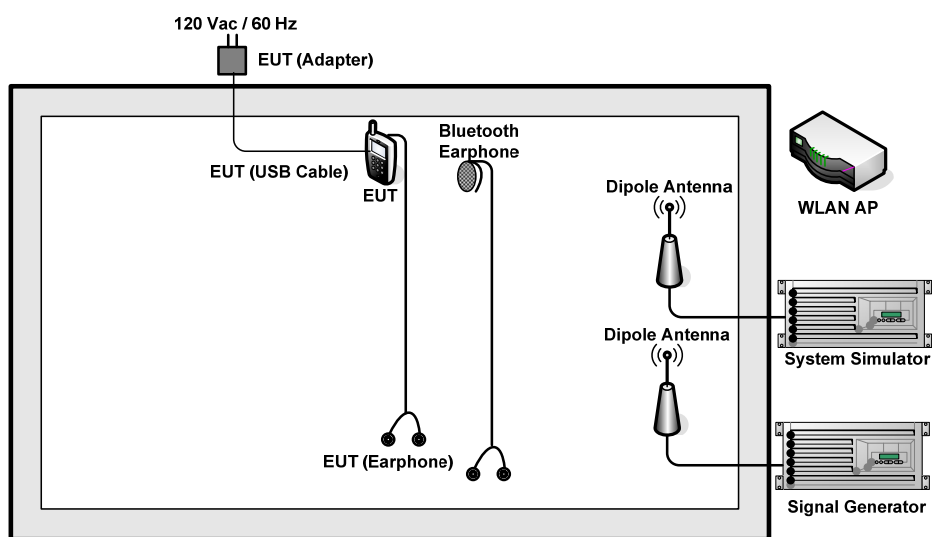 120 Vac / 60 Hz
EUT (Adapter)
Bluetooth
Earphone
EUT (USB Cable)
EUT
Dipole Antenna
WLAN AP
Dipole Antenna
System Simulator
EUT (Earphone)
Signal Generator